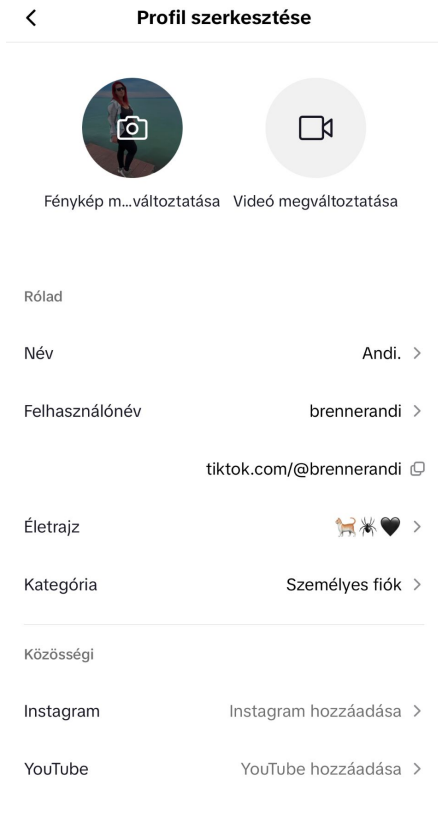 Profil szerkesztése
Fénykép m...változtatása Videó megváltoztatása
Rólad
Név Andi.
Felhasználónév brennerandi
tiktok.com/@brennerandi
Életrajz 🐈🕷🖤
Kategória Személyes fiók
Közösségi
Instagram Instagram hozzáadása
YouTube YouTube hozzáadása